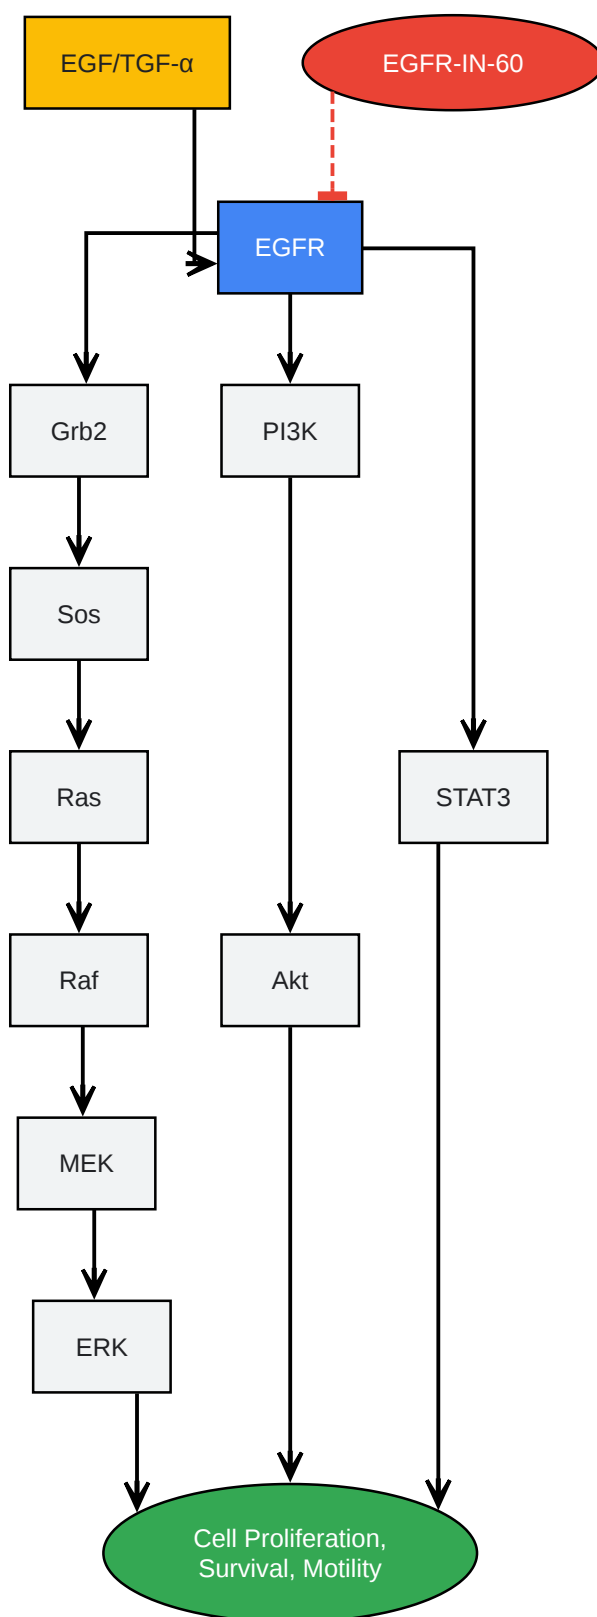 EGF/TGF-α
EGFR-IN-60
EGFR
Grb2
PI3K
Sos
Ras
STAT3
Raf
Akt
MEK
ERK
Cell Proliferation,
Survival, Motility